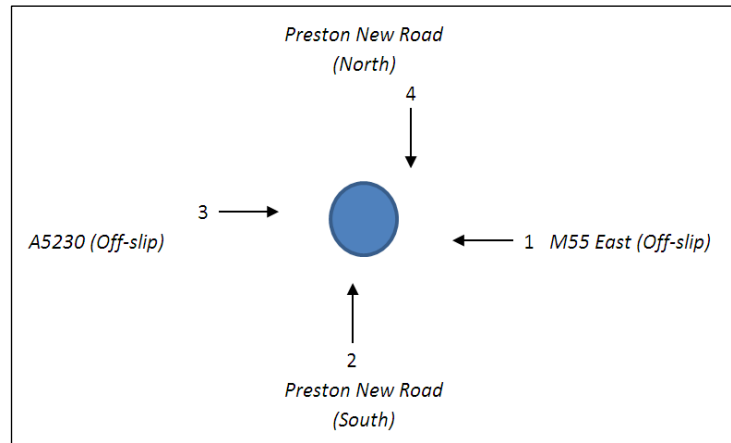 Preston New Road
(North)
4
3
A5230 (Off-slip)
1 M55 East (Off-slip)
2
Preston New Road
(South)